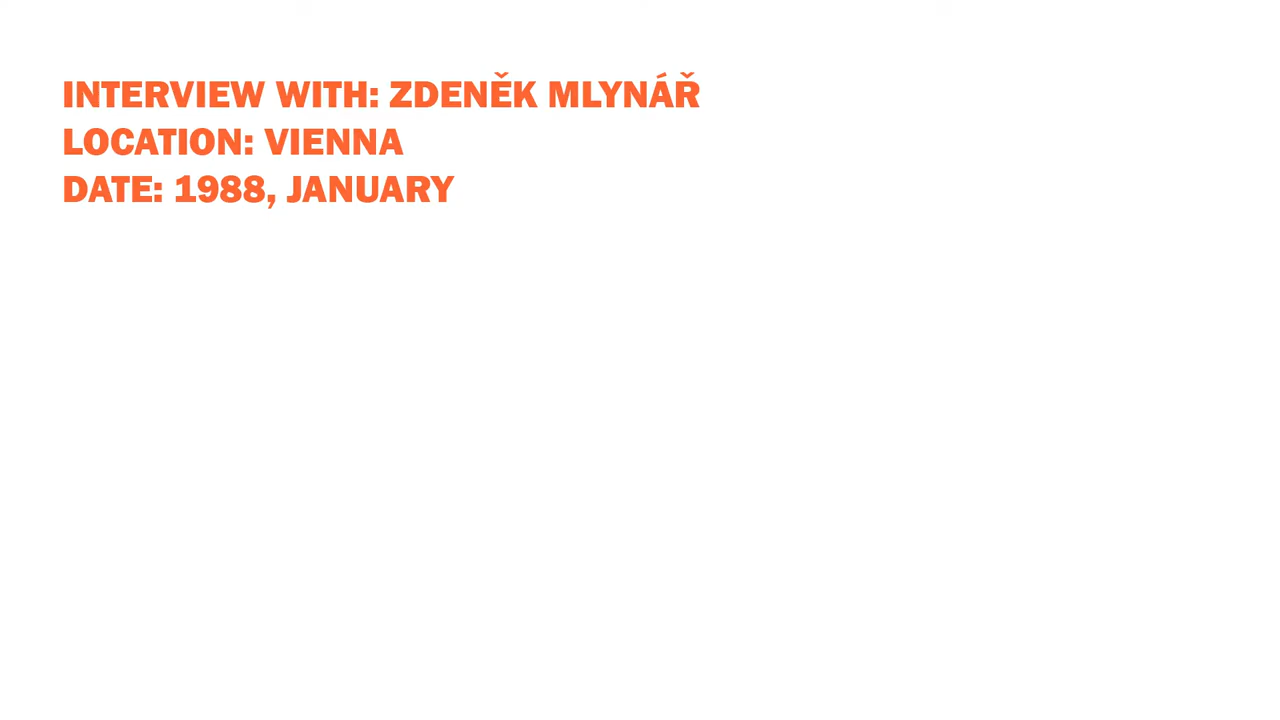 INTERVIEW WITH: ZDENĚK MLYNÁŘ
LOCATION: VIENNA
DATE: 1988, JANUARY